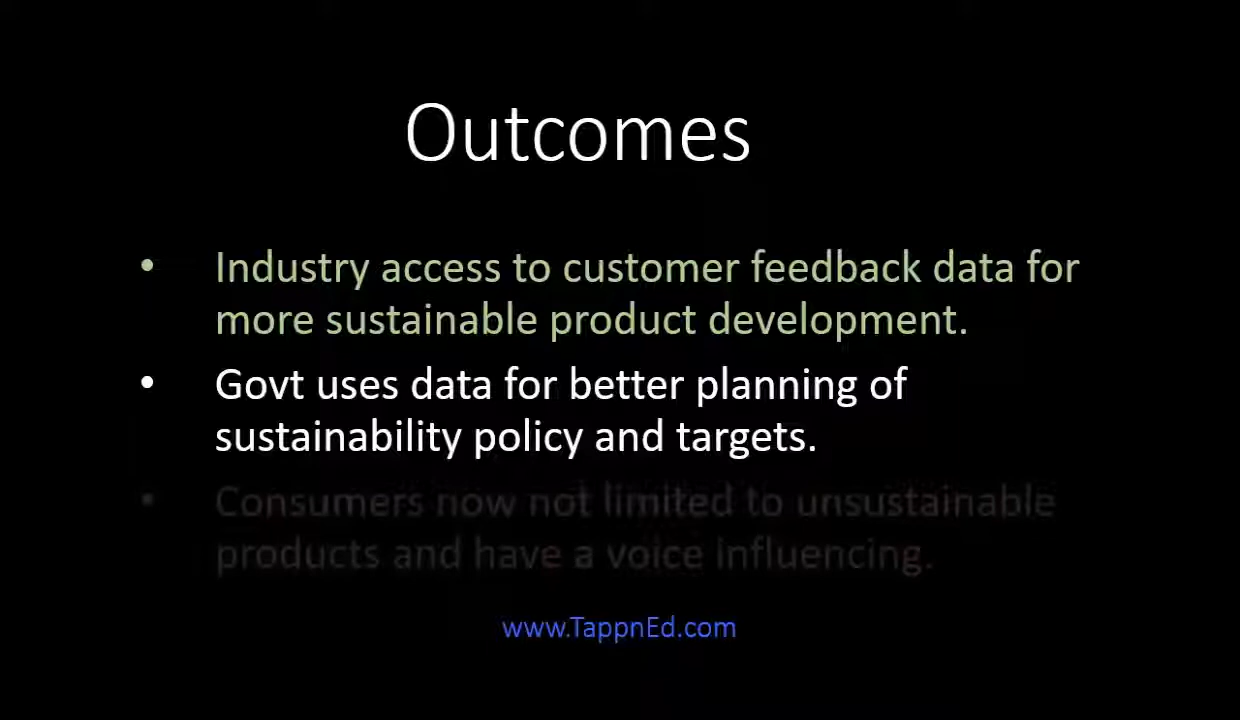 Outcomes
• Industry access to customer feedback data for
more sustainable product development.
• Govt uses data for better planning of
sustainability policy and targets.
• Consumers now not limited to unsustainable
products and have a voice influencing.
www.TappnEd.com